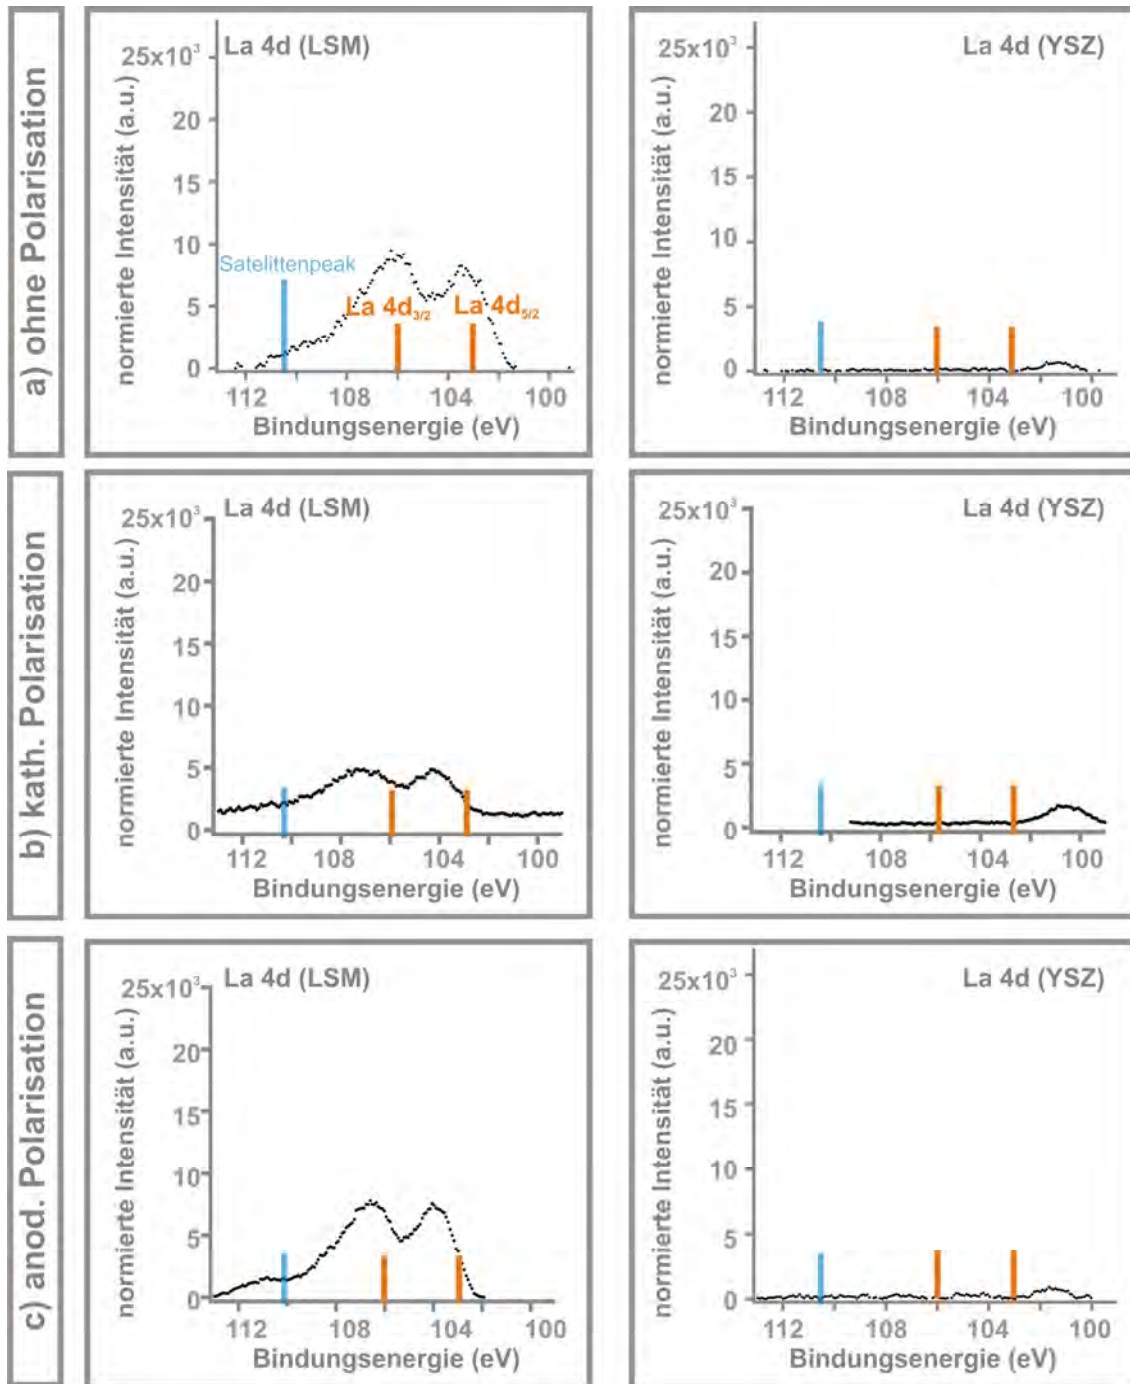 a) ohne Polarisation
La 4d (LSM)
normierte Intensität (a.u.)
25x10³
20
15
10
5
0
Satelittenpeak
La 4d3/2
La 4d5/2
112
108
104
100
Bindungsenergie (eV)
La 4d (YSZ)
normierte Intensität (a.u.)
25x10³
20
15
10
5
0
112
108
104
100
Bindungsenergie (eV)
b) kath. Polarisation
La 4d (LSM)
normierte Intensität (a.u.)
25x10³
20
15
10
5
0
112
108
104
100
Bindungsenergie (eV)
La 4d (YSZ)
normierte Intensität (a.u.)
25x10³
20
15
10
5
0
112
108
104
100
Bindungsenergie (eV)
c) anod. Polarisation
La 4d (LSM)
normierte Intensität (a.u.)
25x10³
20
15
10
5
0
112
108
104
100
Bindungsenergie (eV)
La 4d (YSZ)
normierte Intensität (a.u.)
25x10³
20
15
10
5
0
112
108
104
100
Bindungsenergie (eV)